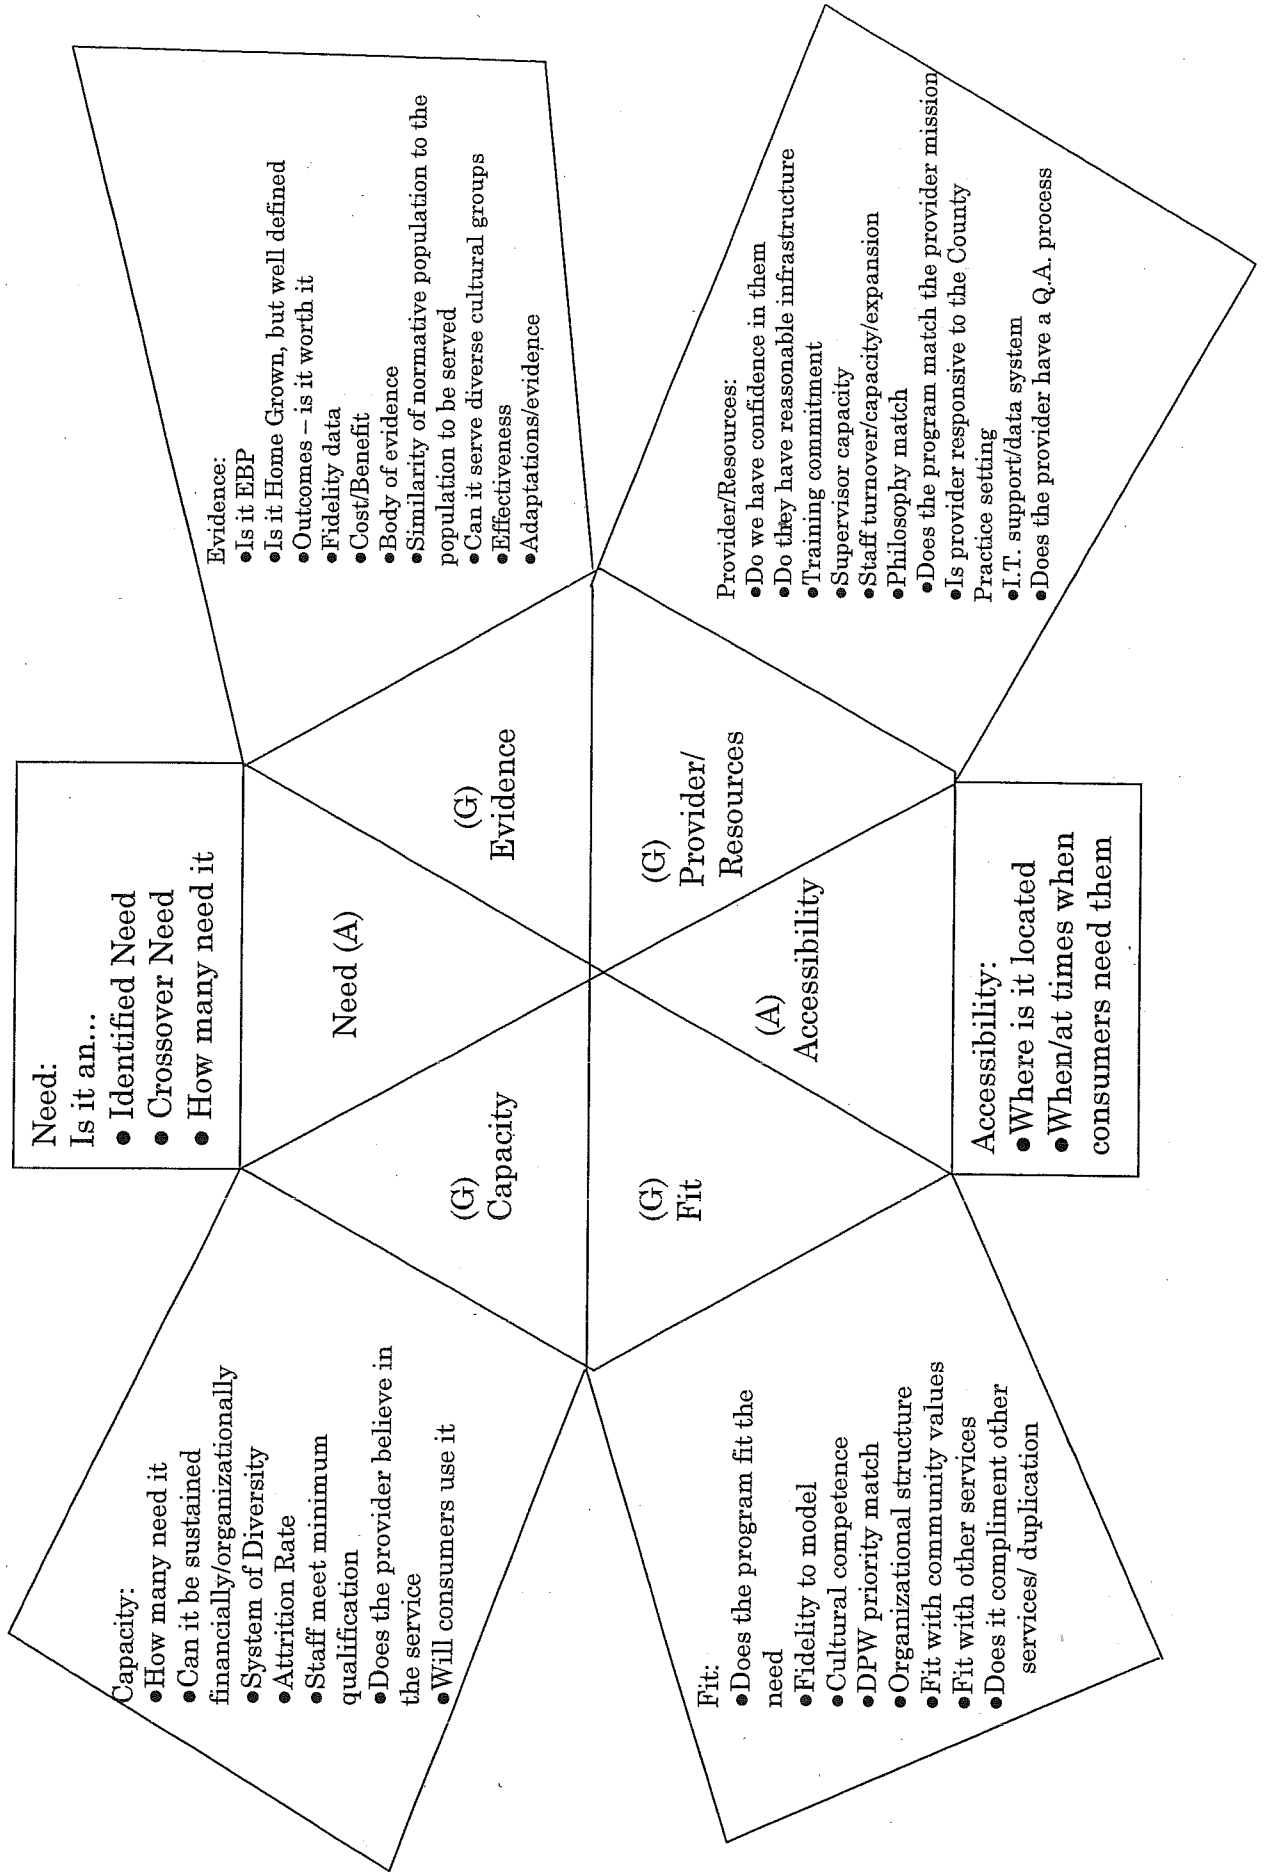 Need:
Is it an...
● Identified Need
● Crossover Need
● How many need it
Capacity:
●How many need it
●Can it be sustained
financially/organizationally
●System of Diversity
●Attrition Rate
●Staff meet minimum
qualification
●Does the provider believe in
the service
●Will consumers use it
Evidence:
●Is it EBP
●Is it Home Grown, but well defined
●Outcomes – is it worth it
●Fidelity data
●Cost/Benefit
●Body of evidence
●Similarity of normative population to the
population to be served
●Can it serve diverse cultural groups
●Effectiveness
●Adaptations/evidence
Need (A)
(G)
Capacity
(G)
Evidence
(G)
Fit
(G)
Provider/
Resources
(A)
Accessibility
Fit:
●Does the program fit the
need
●Fidelity to model
●Cultural competence
●DPW priority match
●Organizational structure
●Fit with community values
●Fit with other services
●Does it compliment other
services/ duplication
Provider/Resources:
●Do we have confidence in them
●Do they have reasonable infrastructure
●Training commitment
●Supervisor capacity
●Staff turnover/capacity/expansion
●Philosophy match
●Does the program match the provider mission
●Is provider responsive to the County
Practice setting
●I.T. support/data system
●Does the provider have a Q.A. process
Accessibility:
●Where is it located
●When/at times when
consumers need them